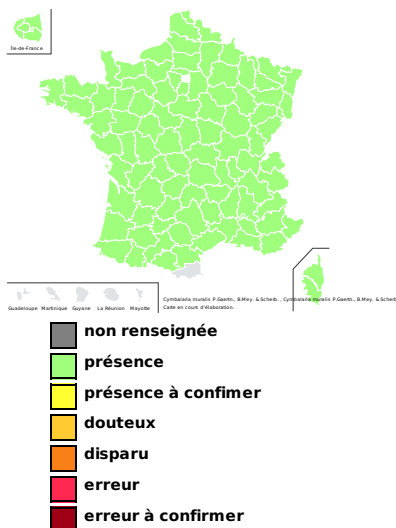 Île-de-France
Guadeloupe Martinique Guyane La Réunion Mayotte
Cymbalaria muralis P.Gaertn., B.Mey. & Scherb. , Cymbalaria muralis P.Gaertn., B.Mey. & Scherb
Carte en cours d'élaboration.
non renseignée
présence
présence à confimer
douteux
disparu
erreur
erreur à confirmer